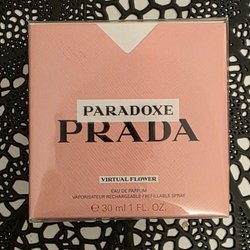 PARADOXE
PRADA
VIRTUAL FLOWER
EAU DE PARFUM
VAPORISATEUR RECHARGEABLE / REFILLABLE SPRAY
℮ 30 ml 1 FL. OZ.